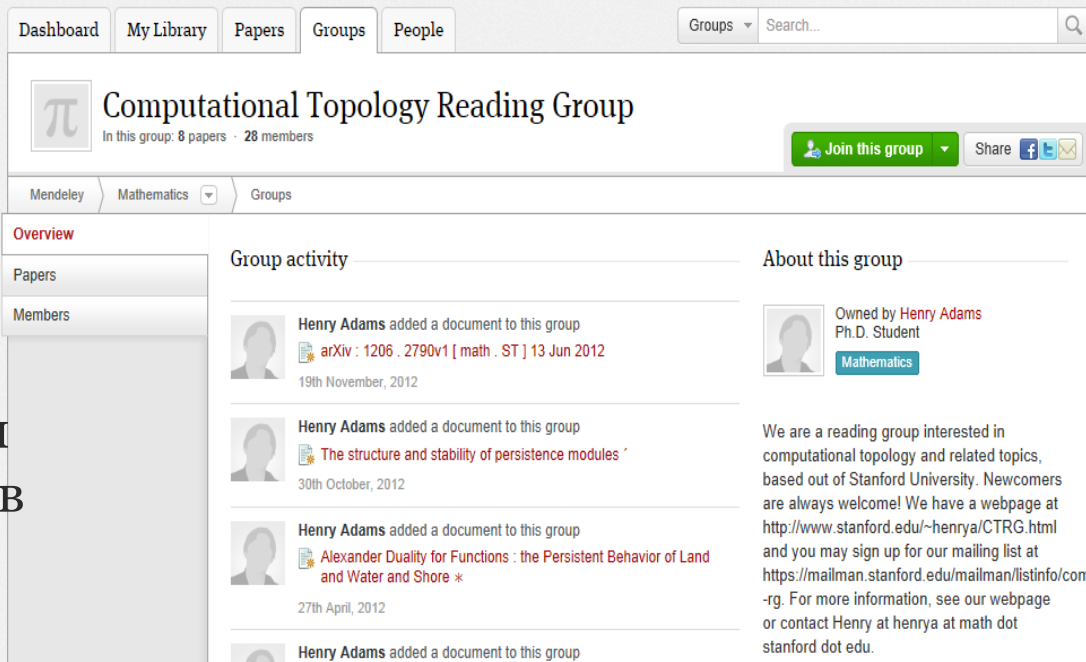 Dashboard
My Library
Papers
Groups
People
Groups
Search...
π
Computational Topology Reading Group
In this group: 8 papers · 28 members
Join this group
Share
Mendeley
Mathematics
Groups
Overview
Papers
Members
Group activity
Henry Adams added a document to this group
arXiv : 1206 . 2790v1 [ math . ST ] 13 Jun 2012
19th November, 2012
Henry Adams added a document to this group
The structure and stability of persistence modules ´
30th October, 2012
Henry Adams added a document to this group
Alexander Duality for Functions : the Persistent Behavior of Land
and Water and Shore ∗
27th April, 2012
Henry Adams added a document to this group
About this group
Owned by Henry Adams
Ph.D. Student
Mathematics
We are a reading group interested in
computational topology and related topics,
based out of Stanford University. Newcomers
are always welcome! We have a webpage at
http://www.stanford.edu/~henrya/CTRG.html
and you may sign up for our mailing list at
https://mailman.stanford.edu/mailman/listinfo/com
-rg. For more information, see our webpage
or contact Henry at henrya at math dot
stanford dot edu.
в